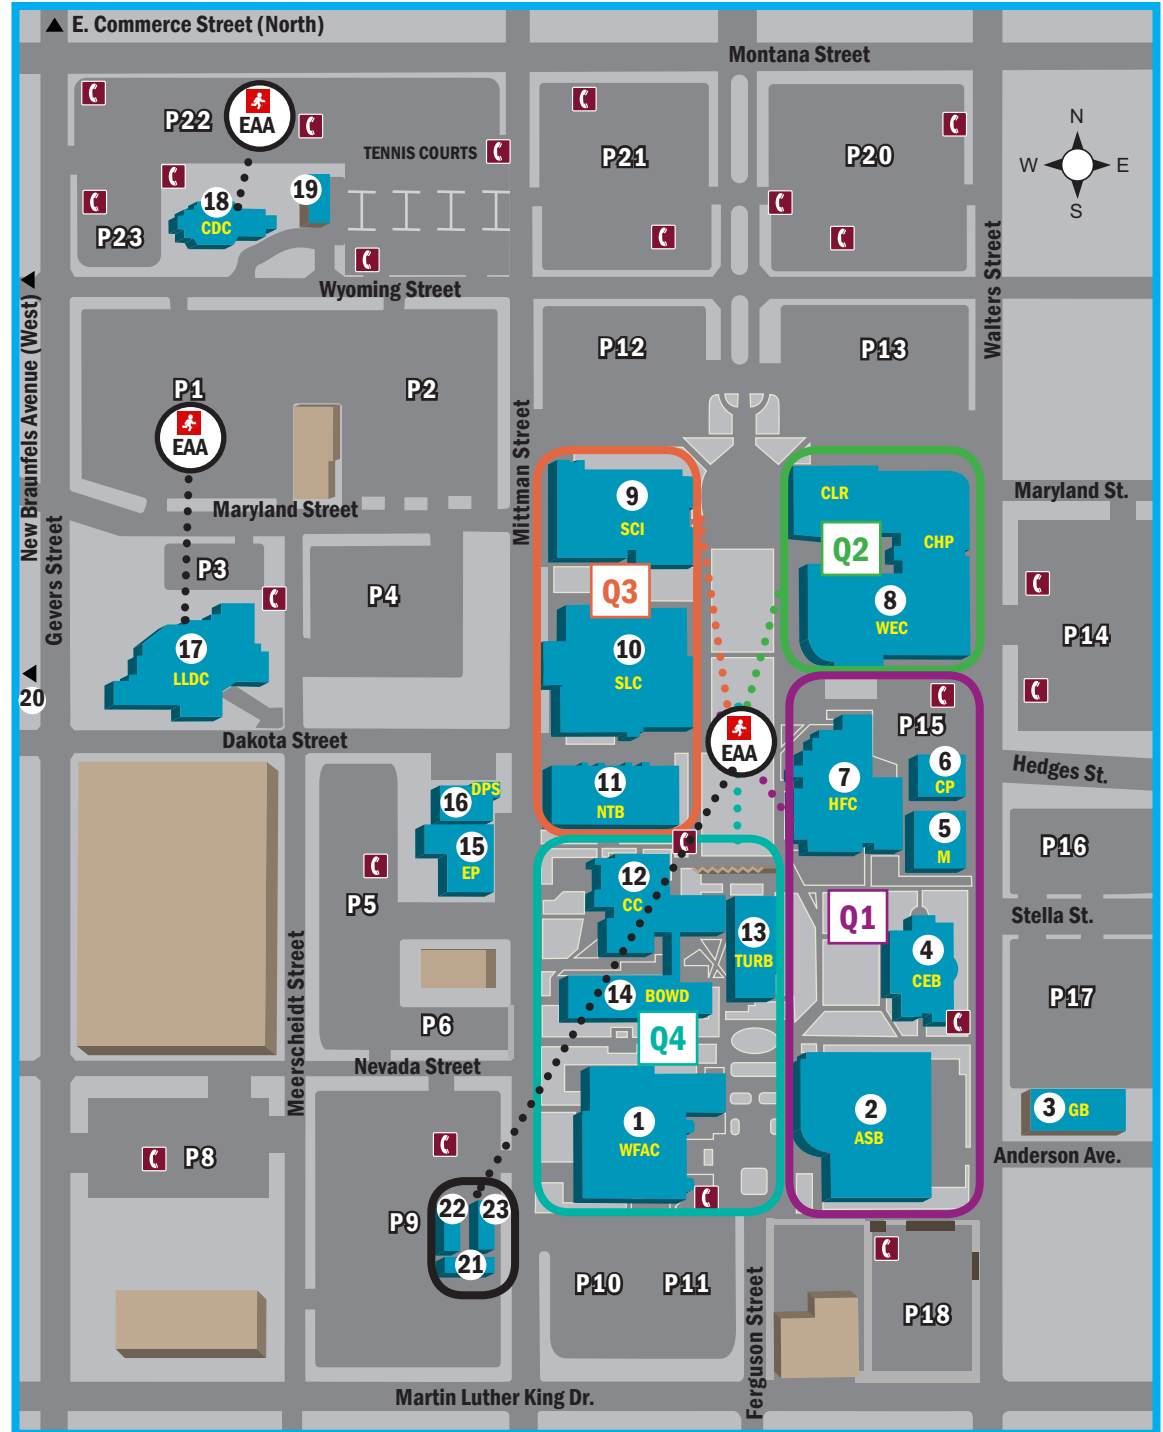 E. Commerce Street (North)
Montana Street
P22
EAA
TENNIS COURTS
P21
P20
N
W
E
S
18
CDC
19
P23
Walters Street
Wyoming Street
New Braunfels Avenue (West)
P12
P13
P1
EAA
P2
Mittman Street
Maryland Street
9
SCI
CLR
Q2
CHP
Maryland St.
Gevers Street
P3
P4
Q3
8
WEC
P14
17
LLDC
10
SLC
20
Dakota Street
EAA
P15
Hedges St.
16
DPS
15
EP
11
NTB
7
HFC
6
CP
5
M
P16
P5
12
CC
Q1
Stella St.
13
TURB
4
CEB
14
BOWD
P17
P6
Q4
Meerscheidt Street
Nevada Street
1
WFAC
2
ASB
3
GB
Anderson Ave.
P8
P9
22
23
21
P10
P11
Ferguson Street
P18
Martin Luther King Dr.